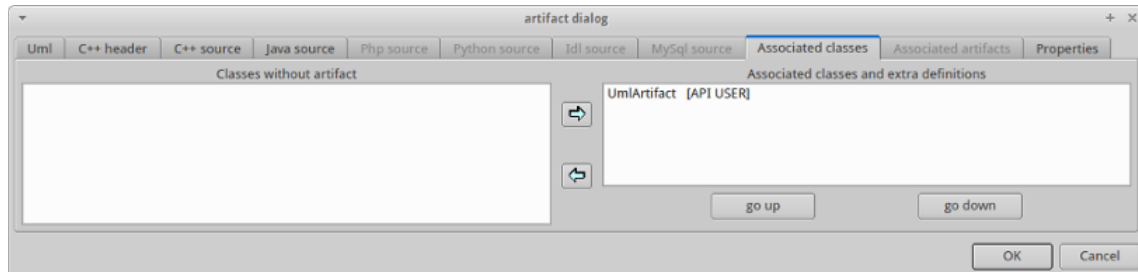 artifact dialog
Uml C++ header C++ source Java source Php source Python source Idl source MySql source Associated classes Associated artifacts Properties
Classes without artifact Associated classes and extra definitions
UmlArtifact [API USER]
go up go down
OK Cancel